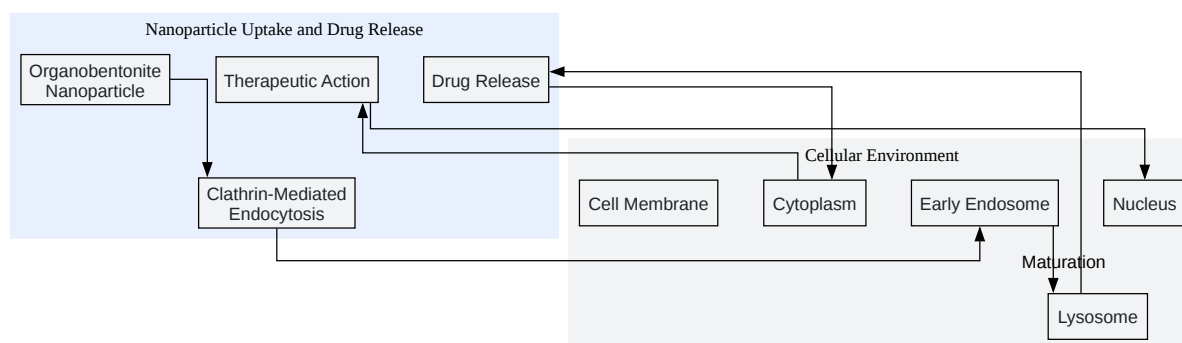 Nanoparticle Uptake and Drug Release
Organobentonite
Nanoparticle
Therapeutic Action
Drug Release
Clathrin-Mediated
Endocytosis
Cellular Environment
Cell Membrane
Cytoplasm
Early Endosome
Nucleus
Maturation
Lysosome